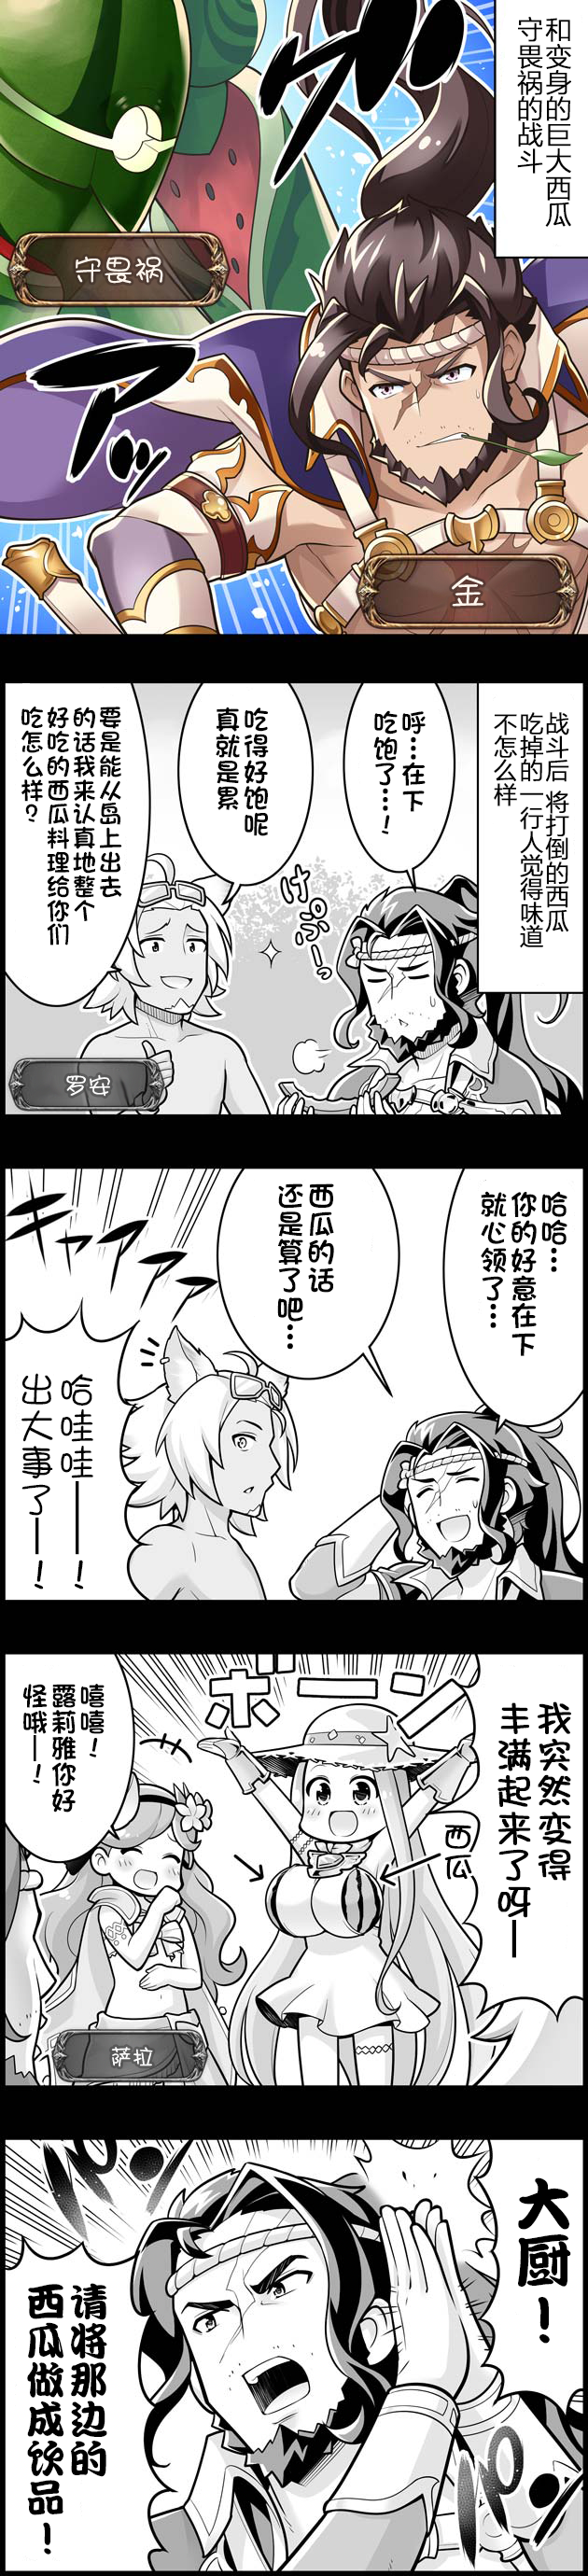 和变身的巨大西瓜
守畏祸的战斗
グッ
守畏祸
アッ
金
战斗后 将打倒的西瓜
吃掉的一行人觉得味道
不怎么样
呼…在下
吃饱了…！
吃得好饱呢
真就是累
要是能从岛上出去
的话我来认真地整个
好吃的西瓜料理给你们
吃怎么样？
けぷーっ
罗安
哈哈…
你的好意在下
就心领了…
西瓜的话
还是算了吧…
キャアアア
哈哇哇——！
出大事了——！
我突然变得
丰满起来了呀—
ボーン
西瓜
嘻嘻！
露莉雅你好
怪哦—！
萨拉
大厨！
请将那边的
西瓜做成饮品！
パン
パン